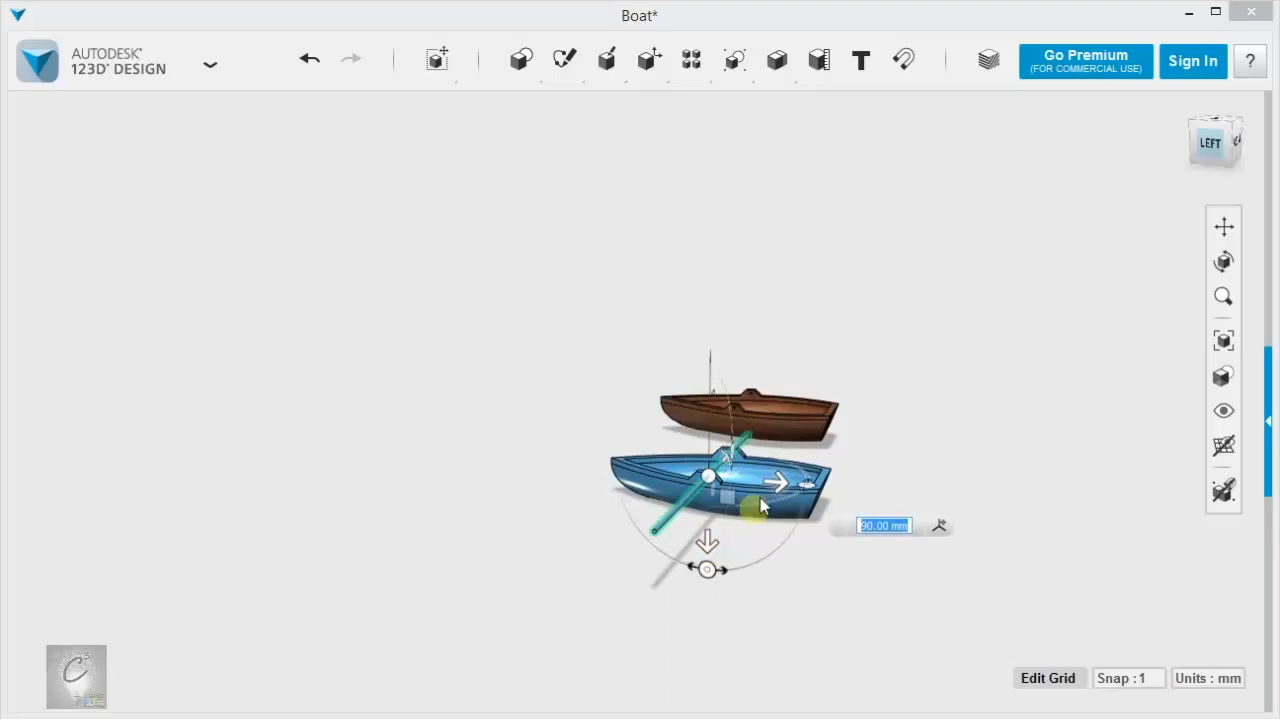 Boat*
AUTODESK®
123D® DESIGN
Go Premium
(FOR COMMERCIAL USE)
Sign In
?
LEFT
90.00 mm
Edit Grid
Snap : 1
Units : mm